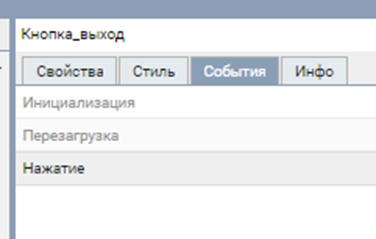 Кнопка_выход
Свойства Стиль События Инфо
Инициализация
Перезагрузка
Нажатие